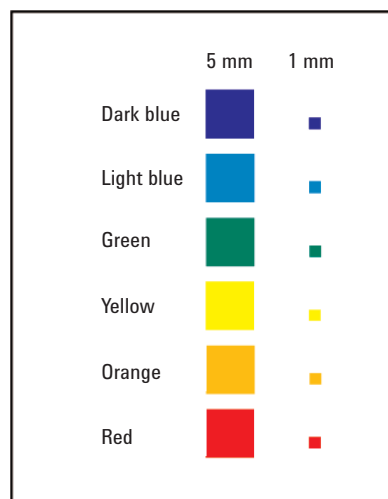 5 mm 1 mm
Dark blue
Light blue
Green
Yellow
Orange
Red